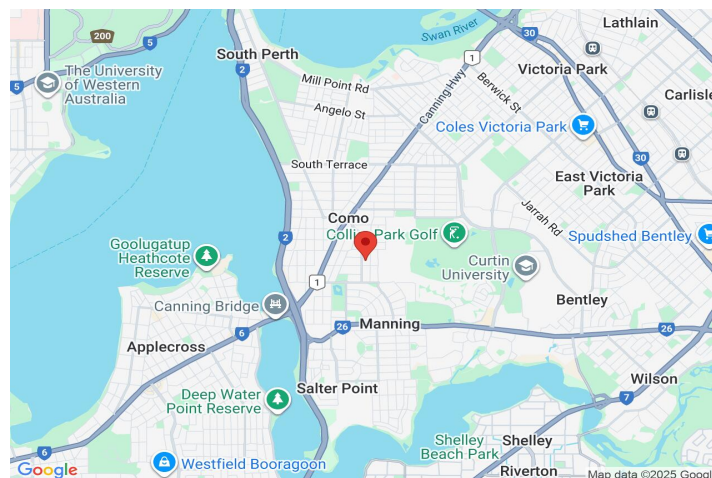 Lathlain
200
5
30
Swan River
South Perth
2
1
The University
of Western
Australia
5
Mill Point Rd
Berwick St
Victoria Park
Carlisle
Angelo St
Canning Hwy
Coles Victoria Park
30
South Terrace
East Victoria
Park
Como
Jarrah Rd
Collier Park Golf
Spudshed Bentley
2
Goolugatup
Heathcote
Reserve
Curtin
University
1
Bentley
Canning Bridge
6
26
Manning
26
Applecross
Salter Point
Wilson
Deep Water
Point Reserve
7
Shelley
Beach Park
Shelley
6
Westfield Booragoon
Riverton
Google
Map data ©2025 Google